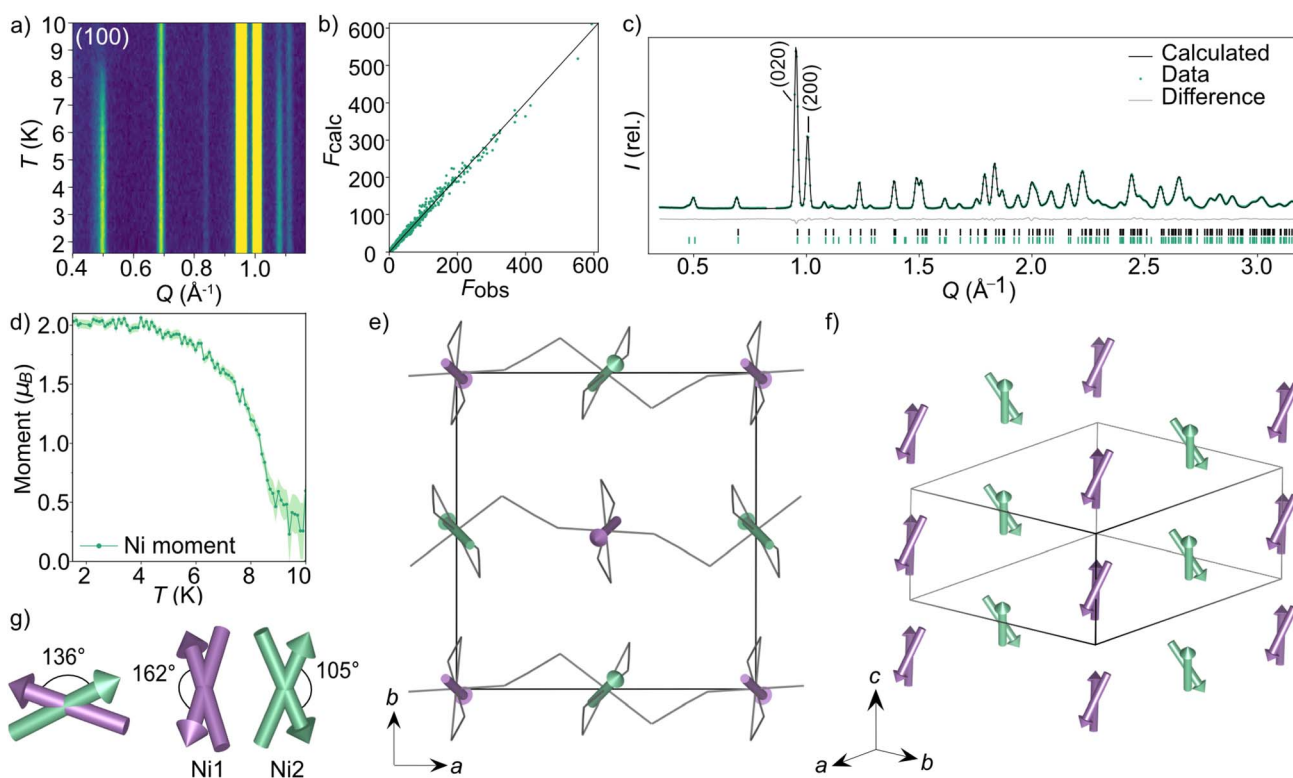 a)
(100)
10
9
8
7
6
5
4
3
2
T (K)
0.4 0.6 0.8 1.0
Q (Å⁻¹)
b)
600
500
400
300
200
100
0
Fcalc
0 200 400 600
Fobs
c)
(020)
(200)
Calculated
Data
Difference
I (rel.)
0.5 1.0 1.5 2.0 2.5 3.0
Q (Å⁻¹)
d)
2.0
1.5
1.0
0.5
0.0
Moment (μB)
Ni moment
2 4 6 8 10
T (K)
e)
b
a
f)
c
a b
g)
136°
162°
105°
Ni1 Ni2